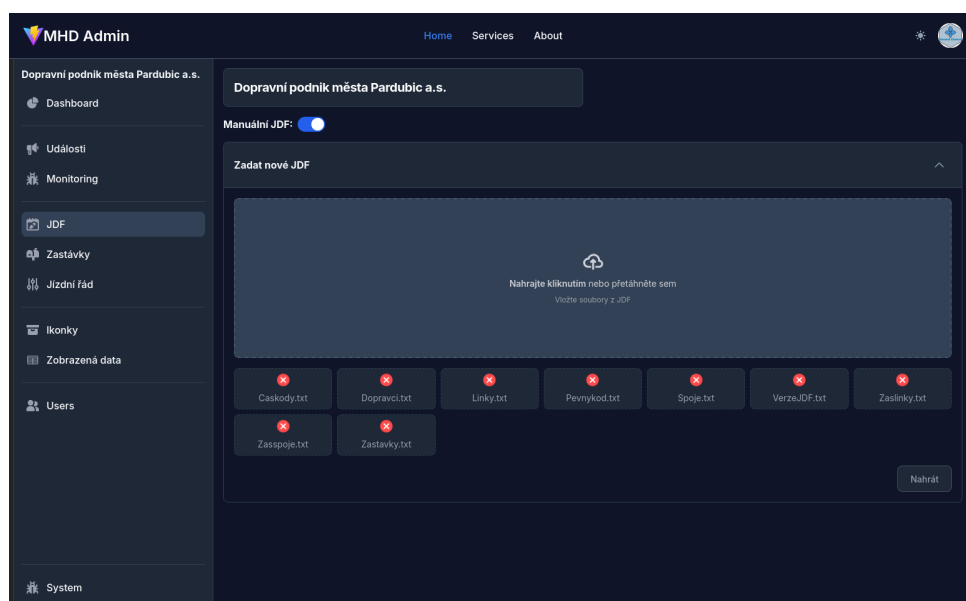 MHD Admin
Home Services About
Dopravní podnik města Pardubic a.s.
Dashboard
Události
Monitoring
JDF
Zastávky
Jízdní řád
Ikonky
Zobrazená data
Users
System
Dopravní podnik města Pardubic a.s.
Manuální JDF:
Zadat nové JDF
Nahrajte kliknutím nebo přetáhněte sem
Vložte soubory z JDF
Caskody.txt Dopravci.txt Linky.txt Pevnykod.txt Spoje.txt VerzeJDF.txt Zaslinky.txt
Zasspoje.txt Zastavky.txt
Nahrát